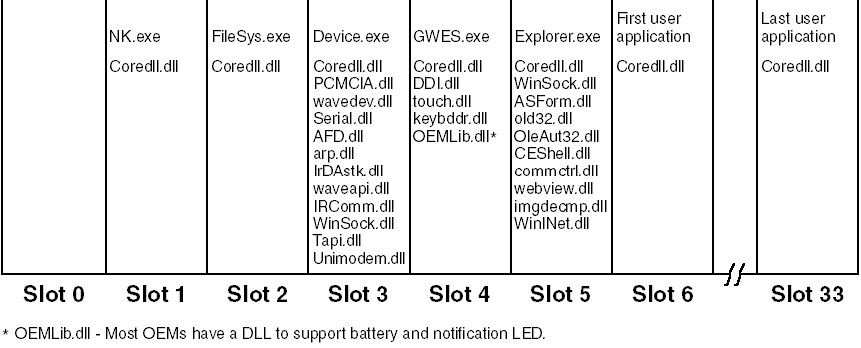 NK.exe
Coredll.dll
FileSys.exe
Coredll.dll
Device.exe
Coredll.dll
PCMCIA.dll
wavedev.dll
Serial.dll
AFD.dll
arp.dll
IrDAstk.dll
waveapi.dll
IRComm.dll
WinSock.dll
Tapi.dll
Unimodem.dll
GWES.exe
Coredll.dll
DDI.dll
touch.dll
keybddr.dll
OEMLib.dll*
Explorer.exe
Coredll.dll
WinSock.dll
ASForm.dll
old32.dll
OleAut32.dll
CEShell.dll
commctrl.dll
webview.dll
imgdecmp.dll
WinINet.dll
First user
application
Coredll.dll
Last user
application
Coredll.dll
Slot 0
Slot 1
Slot 2
Slot 3
Slot 4
Slot 5
Slot 6
Slot 33
* OEMLib.dll - Most OEMs have a DLL to support battery and notification LED.